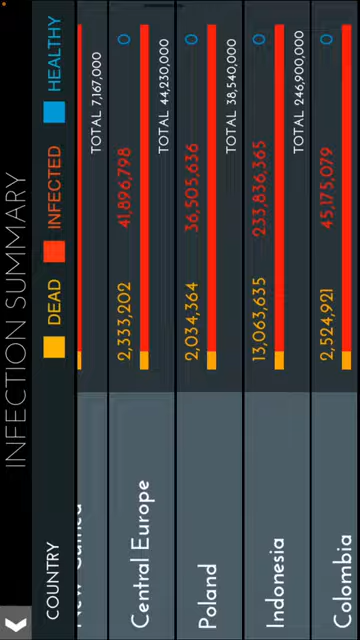 INFECTION SUMMARY
COUNTRY DEAD INFECTED HEALTHY
New Guinea
TOTAL 7,167,000
Central Europe 2,333,202 41,896,798 0
TOTAL 44,230,000
Poland 2,034,364 36,505,636 0
TOTAL 38,540,000
Indonesia 13,063,635 233,836,365 0
TOTAL 246,900,000
Colombia 2,524,921 45,175,079 0